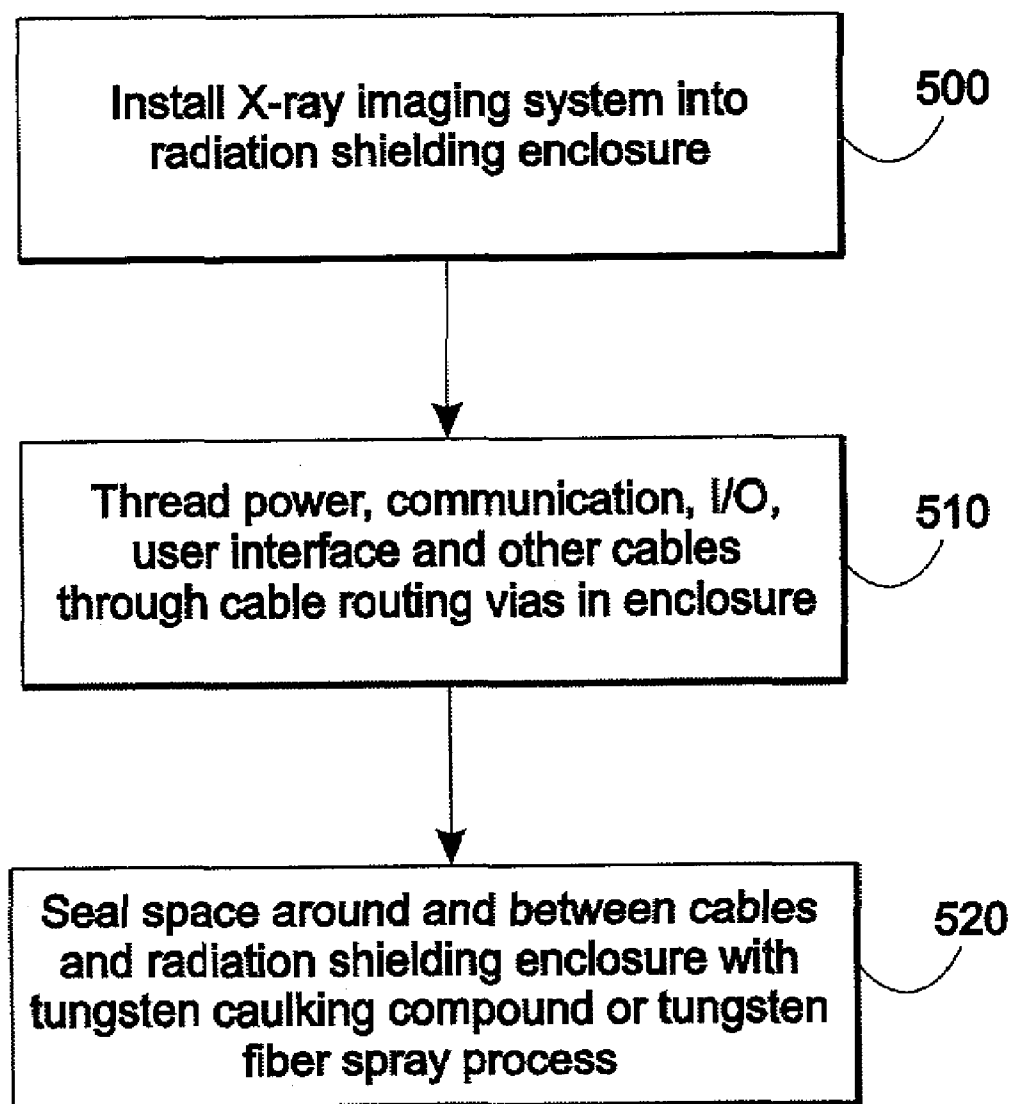 Install X-ray imaging system into
radiation shielding enclosure
500
Thread power, communication, I/O,
user interface and other cables
through cable routing vias in enclosure
510
Seal space around and between cables
and radiation shielding enclosure with
tungsten caulking compound or tungsten
fiber spray process
520